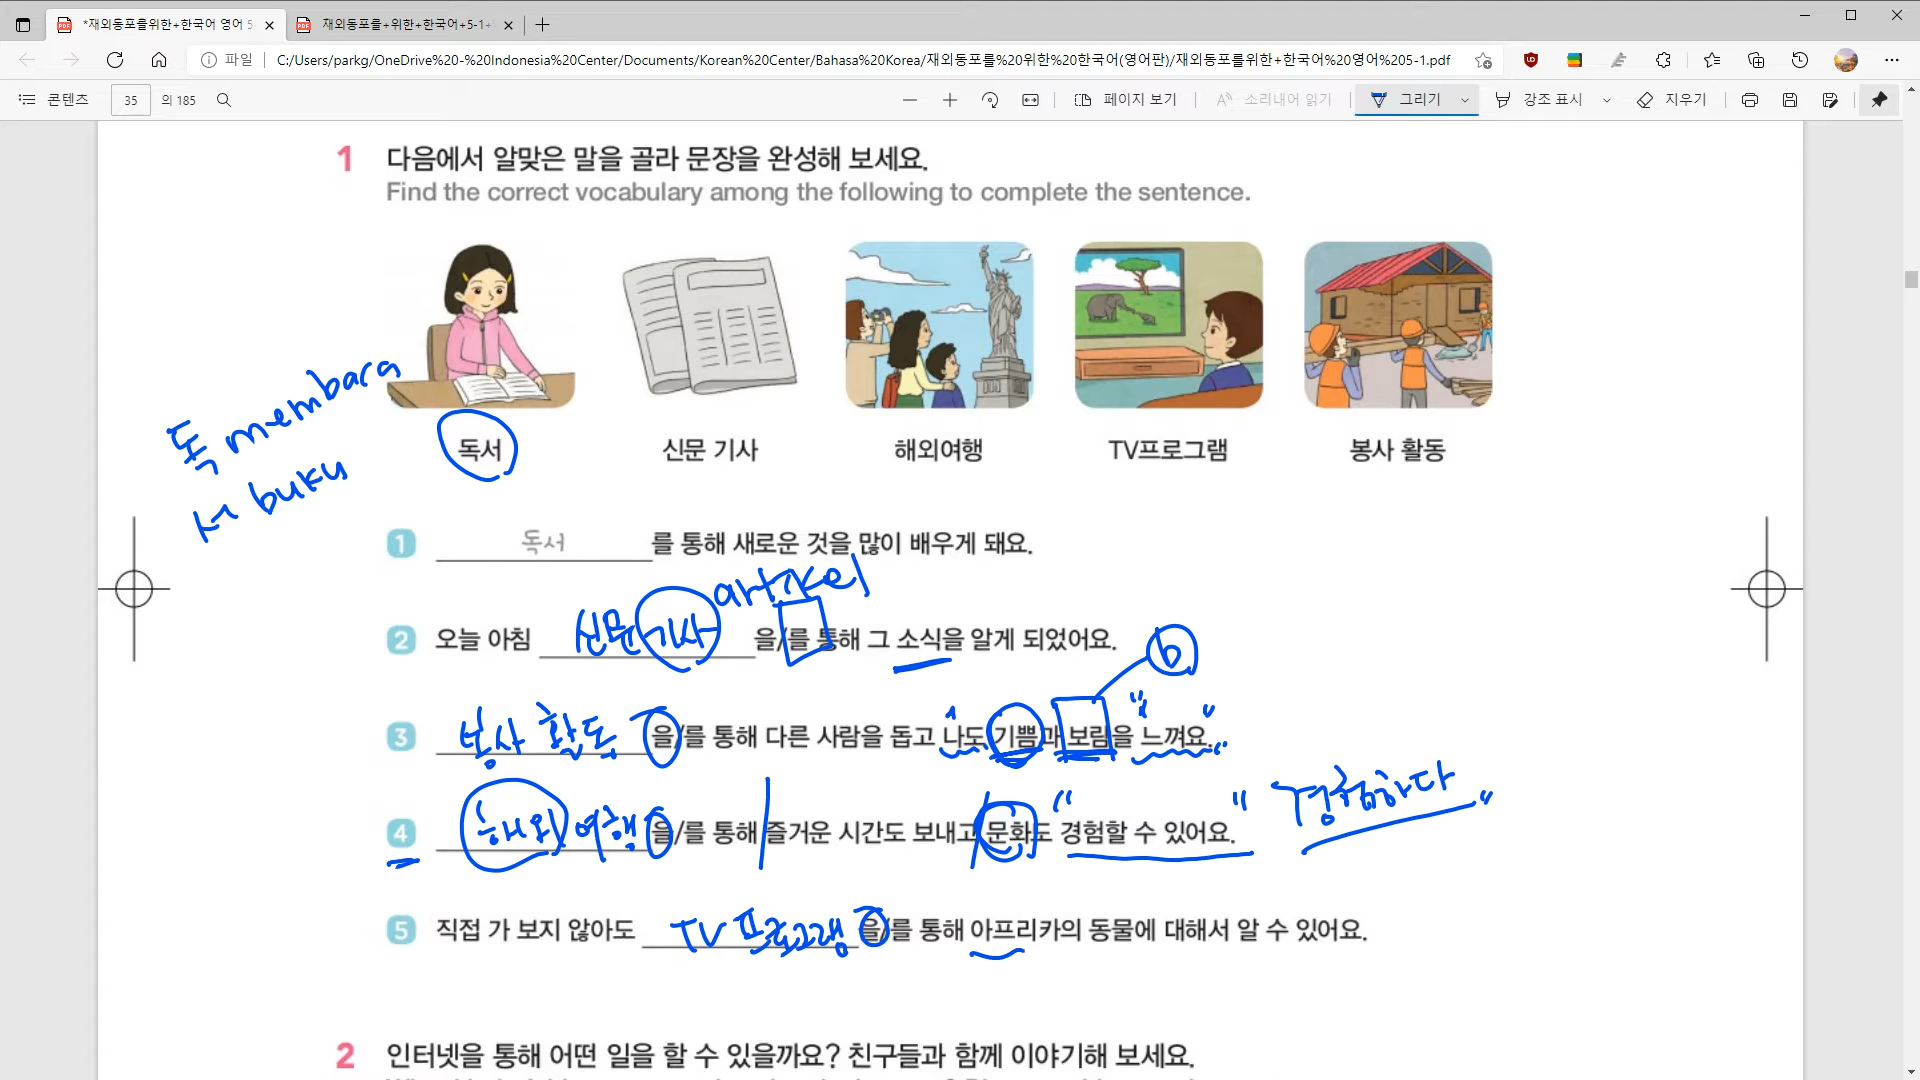 *재외동포를위한+한국어 영어 5
재외동포를+위한+한국어+5-1+
파일 C:/Users/parkg/OneDrive%20-%20Indonesia%20Center/Documents/Korean%20Center/Bahasa%20Korea/재외동포를%20위한%20한국어(영어판)/재외동포를위한+한국어%20영어%205-1.pdf
콘텐츠 35 의 185 페이지 보기 소리내어 읽기 그리기 강조 표시 지우기
1 다음에서 알맞은 말을 골라 문장을 완성해 보세요.
Find the correct vocabulary among the following to complete the sentence.
독 membaca
서 buku
독서 신문 기사 해외여행 TV프로그램 봉사 활동
1 독서 를 통해 새로운 것을 많이 배우게 돼요.
artikel
2 오늘 아침 신문 기사 을/를 통해 그 소식을 알게 되었어요.
b
3 봉사 활동 을/를 통해 다른 사람을 돕고 나도 기쁨과 보람을 느껴요.
4 해외 여행 을/를 통해 즐거운 시간도 보내고 문화도 경험할 수 있어요. 경험하다
5 직접 가 보지 않아도 TV 프로그램 을/를 통해 아프리카의 동물에 대해서 알 수 있어요.
2 인터넷을 통해 어떤 일을 할 수 있을까요? 친구들과 함께 이야기해 보세요.